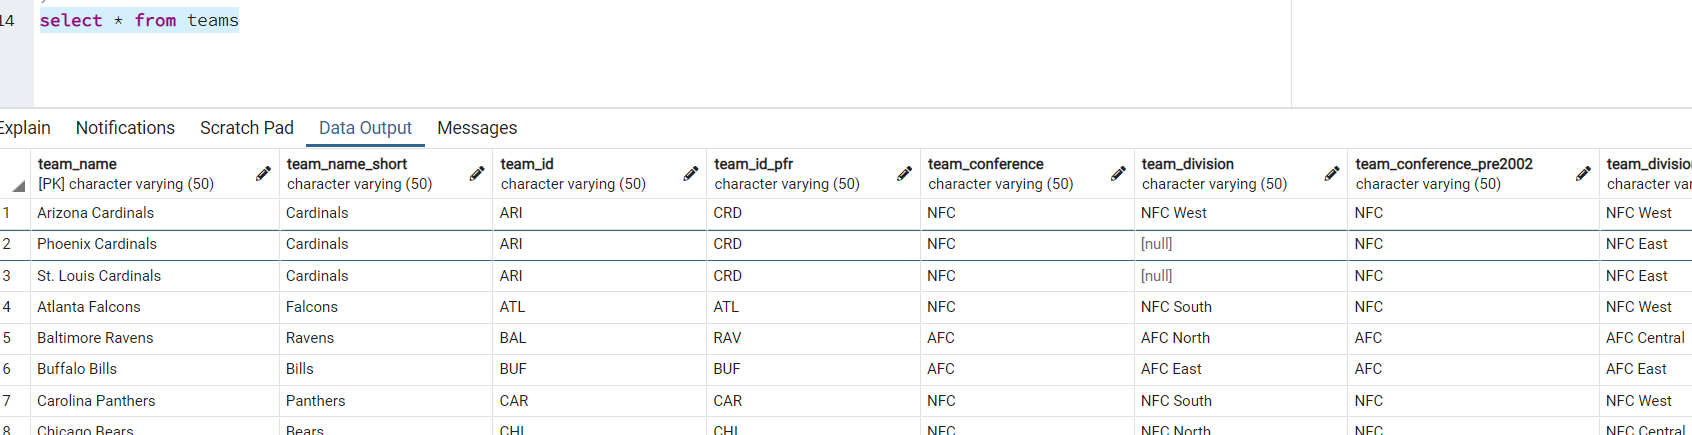 14 select * from teams
Explain Notifications Scratch Pad Data Output Messages
team_name team_name_short team_id team_id_pfr team_conference team_division team_conference_pre2002 team_divisio
[PK] character varying (50) character varying (50) character varying (50) character varying (50) character varying (50) character varying (50) character varying (50) character var
1 Arizona Cardinals Cardinals ARI CRD NFC NFC West NFC NFC West
2 Phoenix Cardinals Cardinals ARI CRD NFC [null] NFC NFC East
3 St. Louis Cardinals Cardinals ARI CRD NFC [null] NFC NFC East
4 Atlanta Falcons Falcons ATL ATL NFC NFC South NFC NFC West
5 Baltimore Ravens Ravens BAL RAV AFC AFC North AFC AFC Central
6 Buffalo Bills Bills BUF BUF AFC AFC East AFC AFC East
7 Carolina Panthers Panthers CAR CAR NFC NFC South NFC NFC West
8 Chicago Bears Bears CHI CHI NFC NFC North NFC NFC Central